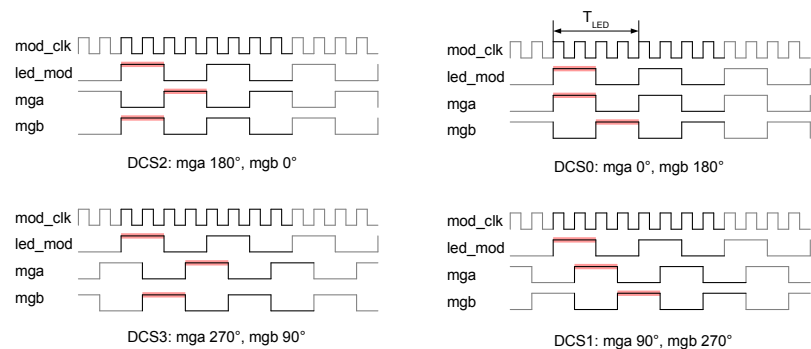 mod_clk
led_mod
mga
mgb
DCS2: mga 180°, mgb 0°
T LED
mod_clk
led_mod
mga
mgb
DCS0: mga 0°, mgb 180°
mod_clk
led_mod
mga
mgb
DCS3: mga 270°, mgb 90°
mod_clk
led_mod
mga
mgb
DCS1: mga 90°, mgb 270°